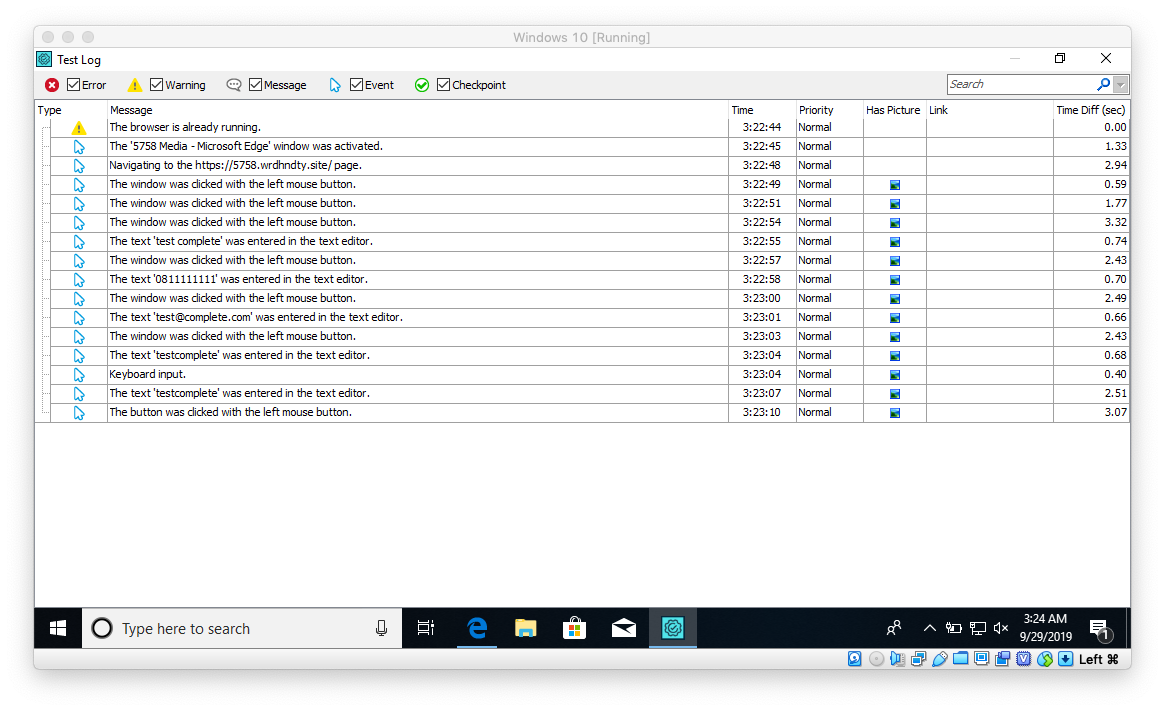 Windows 10 [Running]
Test Log
Error Warning Message Event Checkpoint Search
Type Message Time Priority Has Picture Link Time Diff (sec)
The browser is already running. 3:22:44 Normal 0.00
The '5758 Media - Microsoft Edge' window was activated. 3:22:45 Normal 1.33
Navigating to the https://5758.wrdhndty.site/ page. 3:22:48 Normal 2.94
The window was clicked with the left mouse button. 3:22:49 Normal 0.59
The window was clicked with the left mouse button. 3:22:51 Normal 1.77
The window was clicked with the left mouse button. 3:22:54 Normal 3.32
The text 'test complete' was entered in the text editor. 3:22:55 Normal 0.74
The window was clicked with the left mouse button. 3:22:57 Normal 2.43
The text '0811111111' was entered in the text editor. 3:22:58 Normal 0.70
The window was clicked with the left mouse button. 3:23:00 Normal 2.49
The text 'test@complete.com' was entered in the text editor. 3:23:01 Normal 0.66
The window was clicked with the left mouse button. 3:23:03 Normal 2.43
The text 'testcomplete' was entered in the text editor. 3:23:04 Normal 0.68
Keyboard input. 3:23:04 Normal 0.40
The text 'testcomplete' was entered in the text editor. 3:23:07 Normal 2.51
The button was clicked with the left mouse button. 3:23:10 Normal 3.07
Type here to search
3:24 AM
9/29/2019
1
Left ⌘